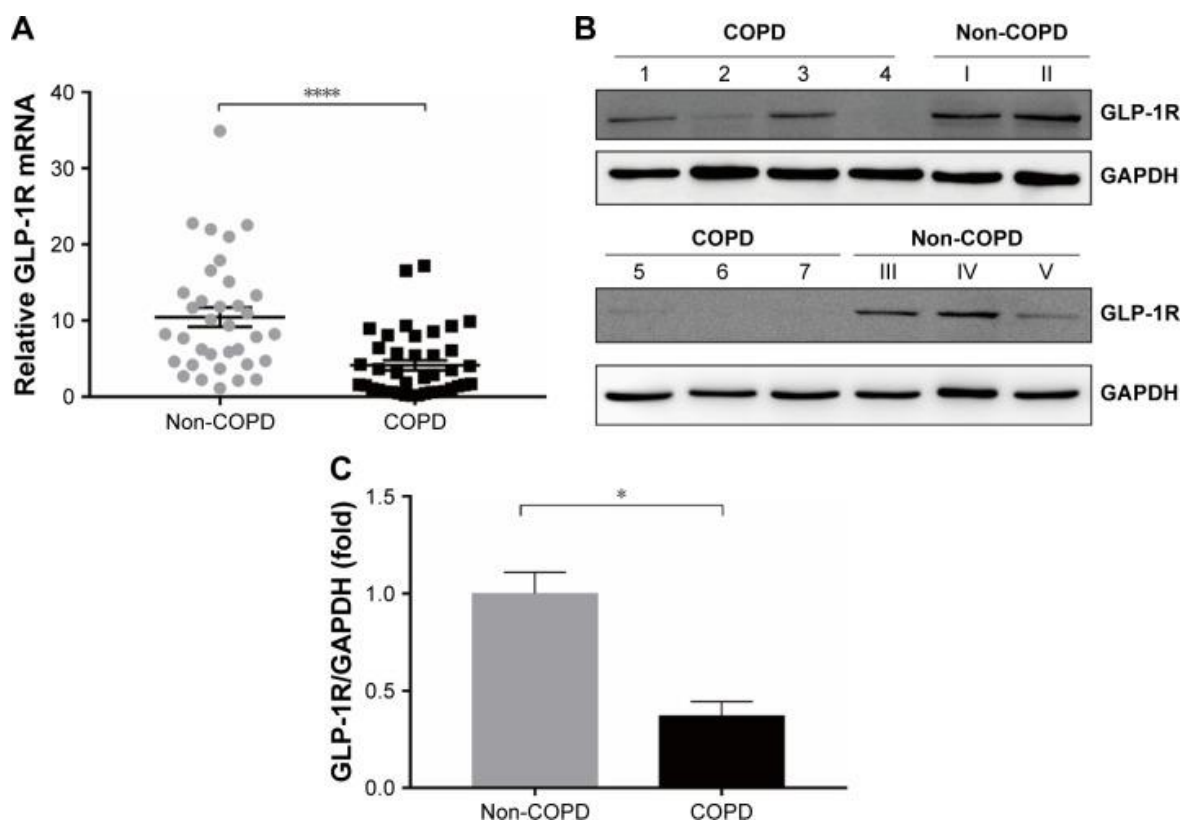 A
Relative GLP-1R mRNA
40
30
20
10
0
****
Non-COPD COPD
B
COPD Non-COPD
1 2 3 4 I II
GLP-1R
GAPDH
COPD Non-COPD
5 6 7 III IV V
GLP-1R
GAPDH
C
GLP-1R/GAPDH (fold)
1.5
1.0
0.5
0.0
*
Non-COPD COPD